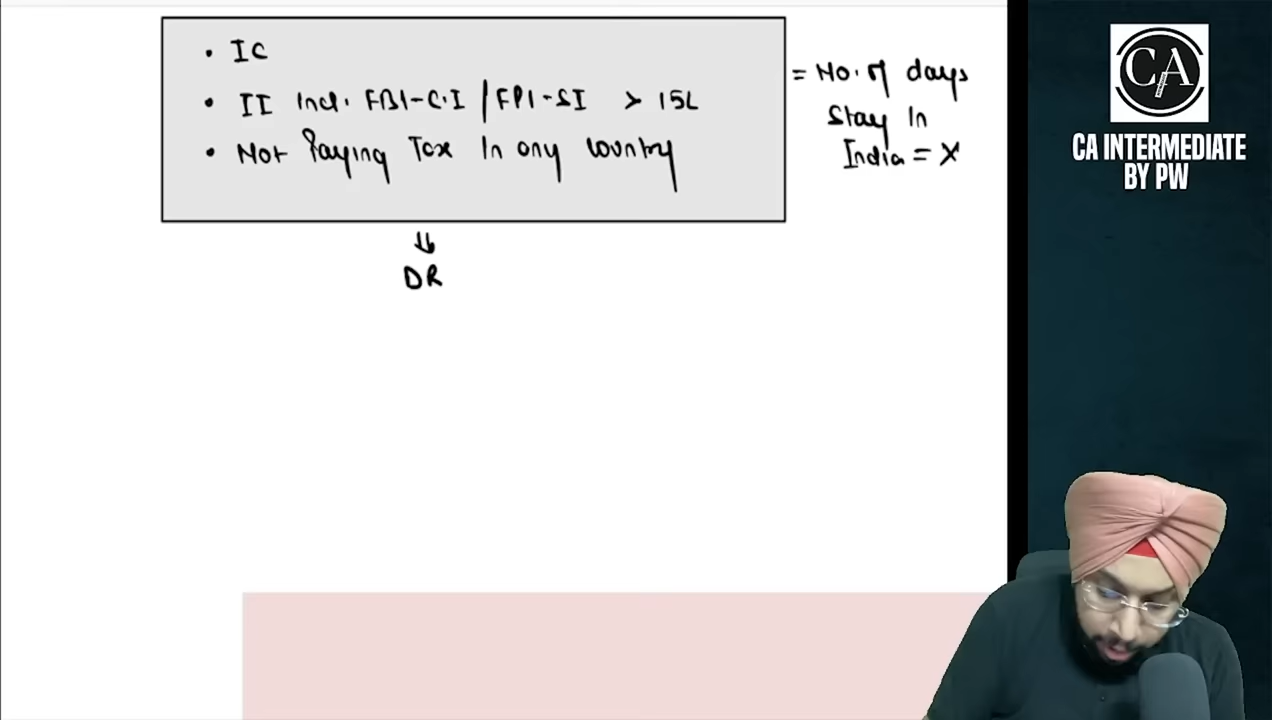 • IC
• II Incl. FBI-C.I / FPI-SI > 15L
• Not Paying Tax In any country
= No. of days
Stay In
India = X
⇓
DR
CA
CA INTERMEDIATE
BY PW